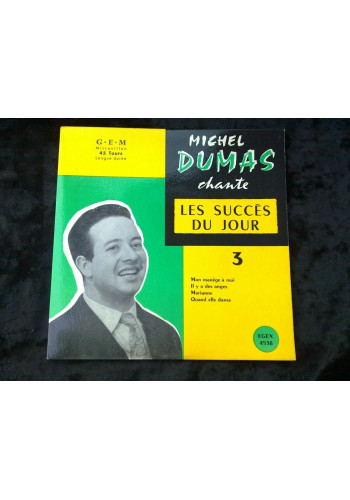 G·E·M
Microsillon
45 Tours
Longue durée
MICHEL
DUMAS
chante
LES SUCCÈS
DU JOUR
3
Mon manège à moi
Il y a des anges
Marianne
Quand elle danse
EGEX
4538